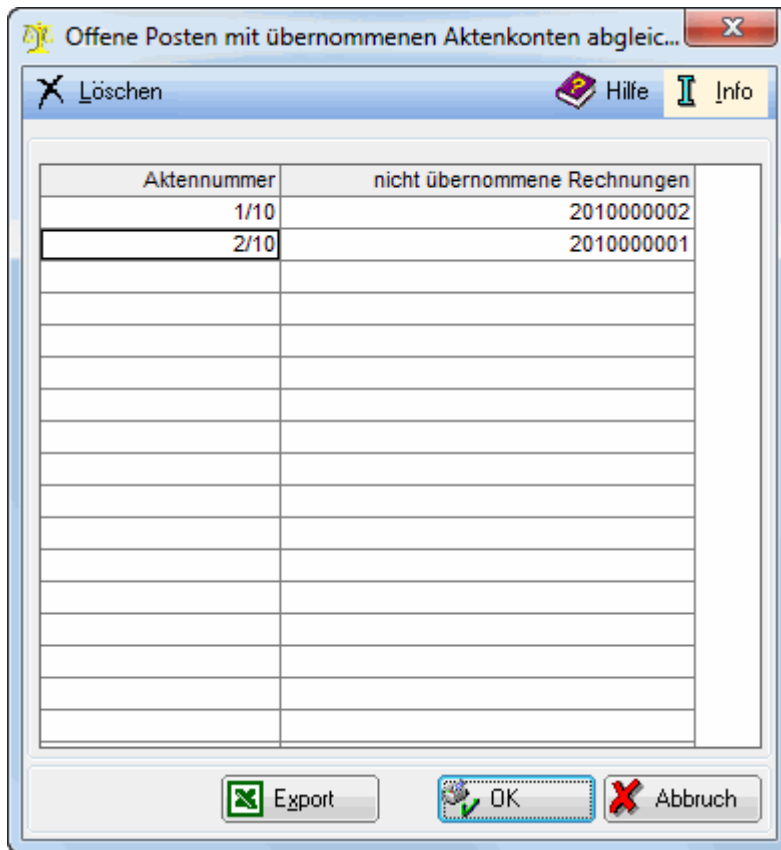 Offene Posten mit übernommenen Aktenkonten abgleic...
Löschen Hilfe Info
Aktennummer nicht übernommene Rechnungen
1/10 2010000002
2/10 2010000001
Export OK Abbruch